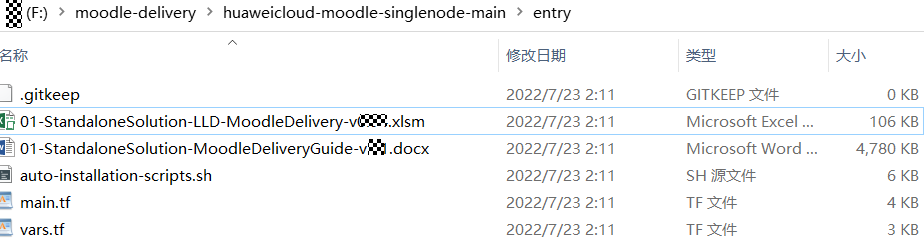 (F:) > moodle-delivery > huaweicloud-moodle-singlenode-main > entry
名称 修改日期 类型 大小
.gitkeep 2022/7/23 2:11 GITKEEP 文件 0 KB
01-StandaloneSolution-LLD-MoodleDelivery-v .xlsm 2022/7/23 2:11 Microsoft Excel ... 106 KB
01-StandaloneSolution-MoodleDeliveryGuide-v .docx 2022/7/23 2:11 Microsoft Word ... 4,780 KB
auto-installation-scripts.sh 2022/7/23 2:11 SH 源文件 6 KB
main.tf 2022/7/23 2:11 TF 文件 4 KB
vars.tf 2022/7/23 2:11 TF 文件 3 KB